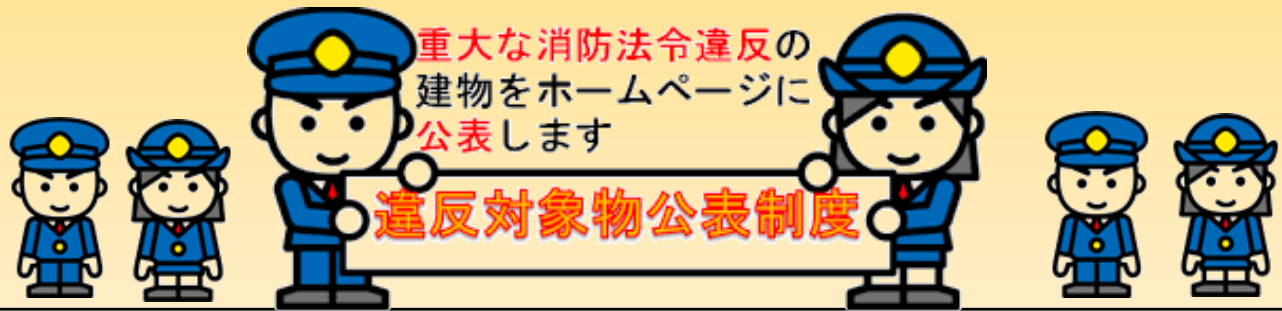 重大な消防法令違反の
建物をホームページに
公表します
違反対象物公表制度